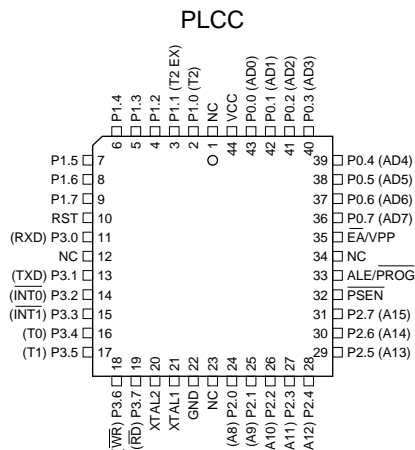 PLCC
P1.4
P1.3
P1.2
P1.1 (T2 EX)
P1.0 (T2)
NC
VCC
P0.0 (AD0)
P0.1 (AD1)
P0.2 (AD2)
P0.3 (AD3)
6 5 4 3 2 1 44 43 42 41 40
P1.5 7
P1.6 8
P1.7 9
RST 10
(RXD) P3.0 11
NC 12
(TXD) P3.1 13
(INT0) P3.2 14
(INT1) P3.3 15
(T0) P3.4 16
(T1) P3.5 17
39 P0.4 (AD4)
38 P0.5 (AD5)
37 P0.6 (AD6)
36 P0.7 (AD7)
35 EA/VPP
34 NC
33 ALE/PROG
32 PSEN
31 P2.7 (A15)
30 P2.6 (A14)
29 P2.5 (A13)
18 19 20 21 22 23 24 25 26 27 28
WR) P3.6
(RD) P3.7
XTAL2
XTAL1
GND
NC
(A8) P2.0
(A9) P2.1
A10) P2.2
A11) P2.3
A12) P2.4